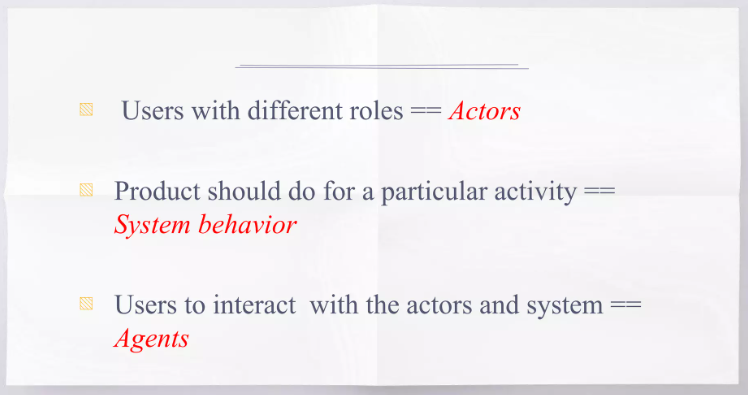 Users with different roles == Actors
Product should do for a particular activity ==
System behavior
Users to interact with the actors and system ==
Agents